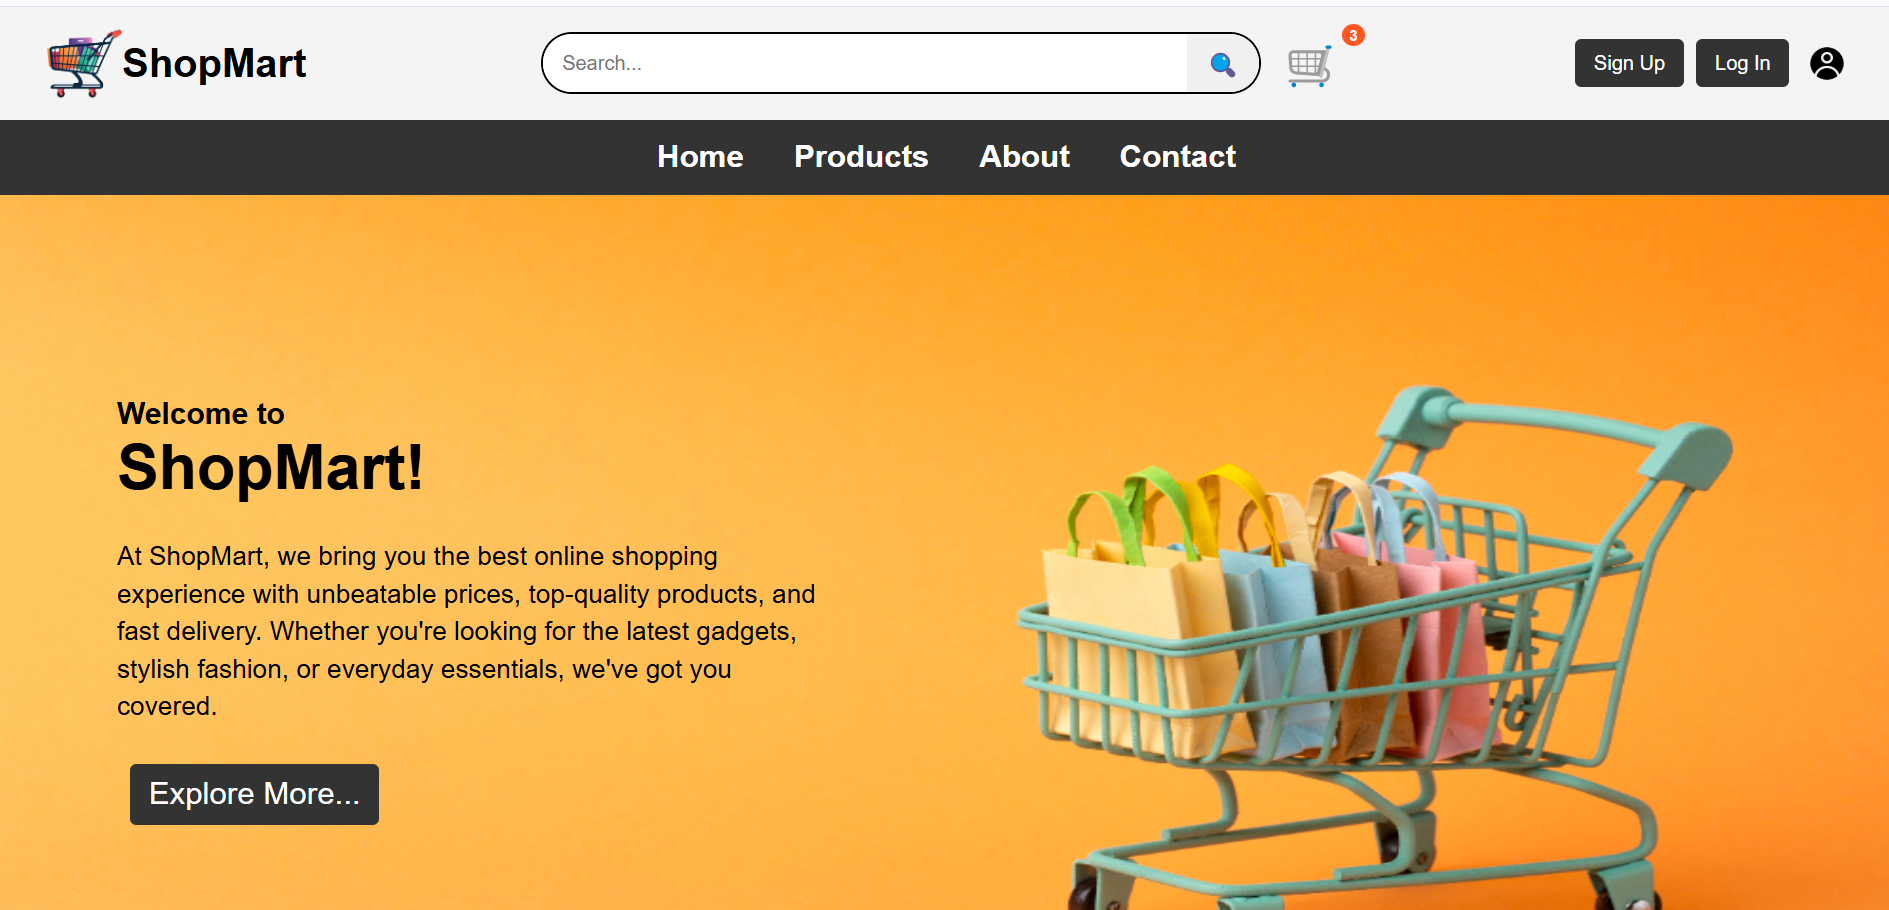 ShopMart
Search...
3
Sign Up
Log In
Home
Products
About
Contact
Welcome to
ShopMart!
At ShopMart, we bring you the best online shopping
experience with unbeatable prices, top-quality products, and
fast delivery. Whether you're looking for the latest gadgets,
stylish fashion, or everyday essentials, we've got you
covered.
Explore More...